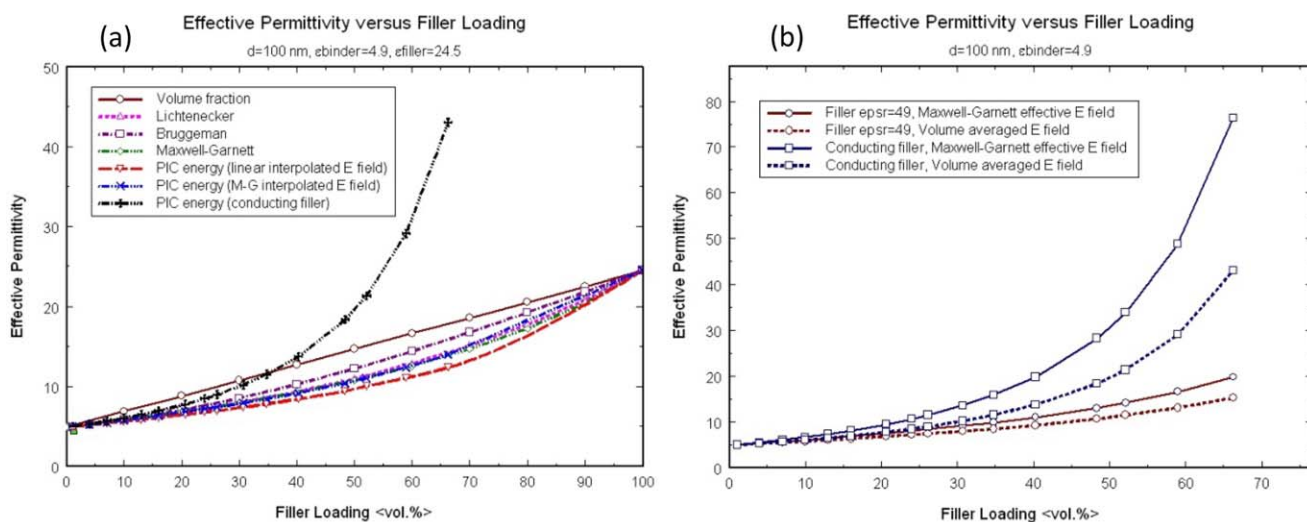 (a)
Effective Permittivity versus Filler Loading
d=100 nm, εbinder=4.9, εfiller=24.5
Effective Permittivity
50
40
30
20
10
0
Volume fraction
Lichtenecker
Bruggeman
Maxwell-Garnett
PIC energy (linear interpolated E field)
PIC energy (M-G interpolated E field)
PIC energy (conducting filler)
0 10 20 30 40 50 60 70 80 90 100
Filler Loading <vol.%>
(b)
Effective Permittivity versus Filler Loading
d=100 nm, εbinder=4.9
Effective Permittivity
80
70
60
50
40
30
20
10
0
Filler epsr=49, Maxwell-Garnett effective E field
Filler epsr=49, Volume averaged E field
Conducting filler, Maxwell-Garnett effective E field
Conducting filler, Volume averaged E field
0 10 20 30 40 50 60 70
Filler Loading <vol.%>